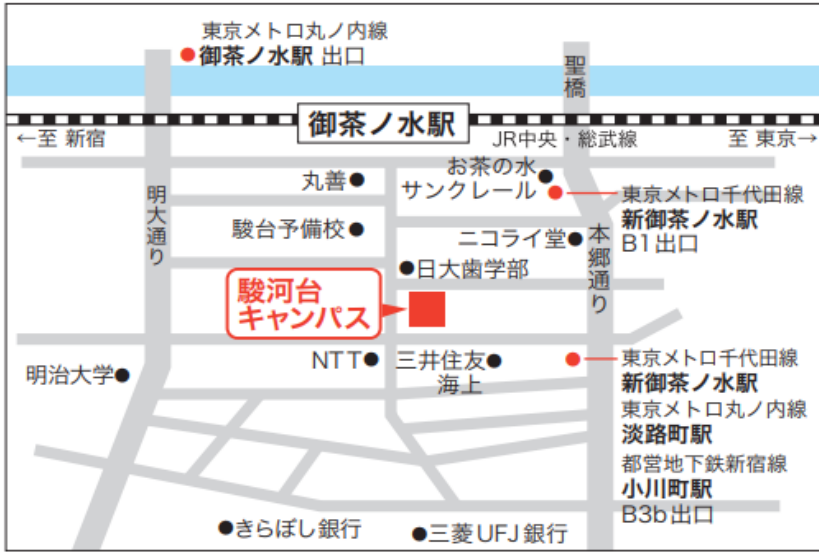 東京メトロ丸ノ内線
御茶ノ水駅 出口
聖橋
御茶ノ水駅
←至 新宿
JR中央・総武線
至 東京→
明大通り
丸善
お茶の水
サンクレール
東京メトロ千代田線
新御茶ノ水駅
B1出口
駿台予備校
ニコライ堂
本郷通り
日大歯学部
駿河台
キャンパス
明治大学
NTT
三井住友
海上
東京メトロ千代田線
新御茶ノ水駅
東京メトロ丸ノ内線
淡路町駅
都営地下鉄新宿線
小川町駅
B3b出口
きらぼし銀行
三菱UFJ銀行